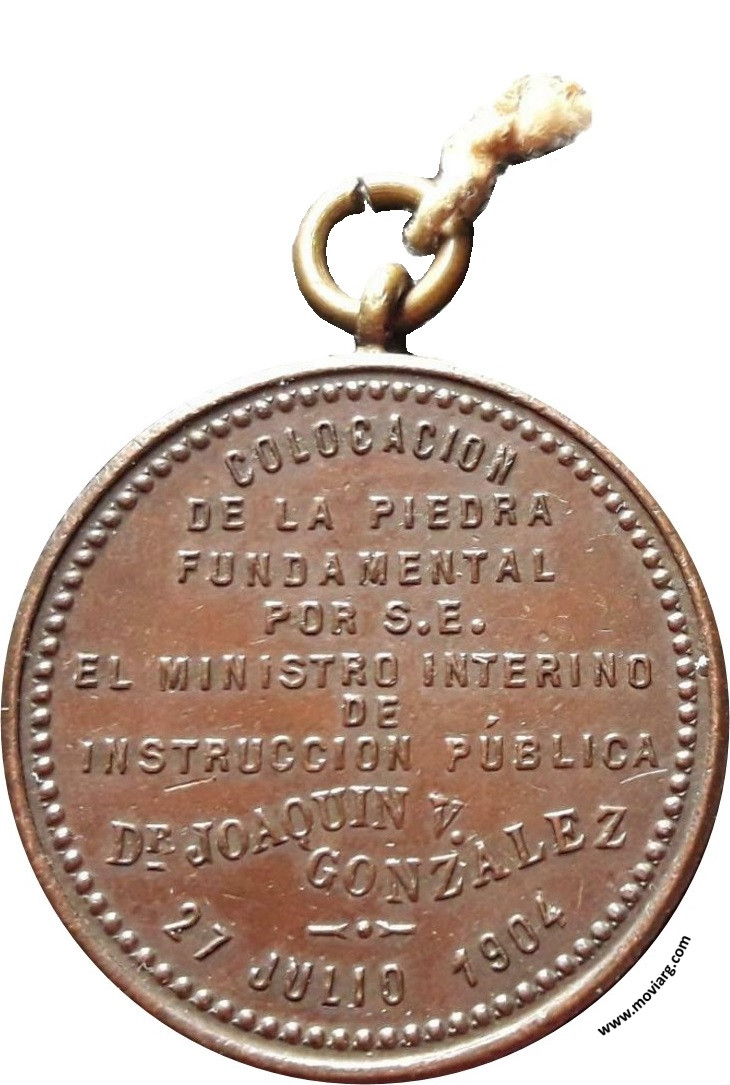 COLOCACION
DE LA PIEDRA
FUNDAMENTAL
POR S.E.
EL MINISTRO INTERINO
DE
INSTRUCCION PÚBLICA
DR JOAQUIN V.
GONZÁLEZ
27 JULIO 1904
www.moviarg.com